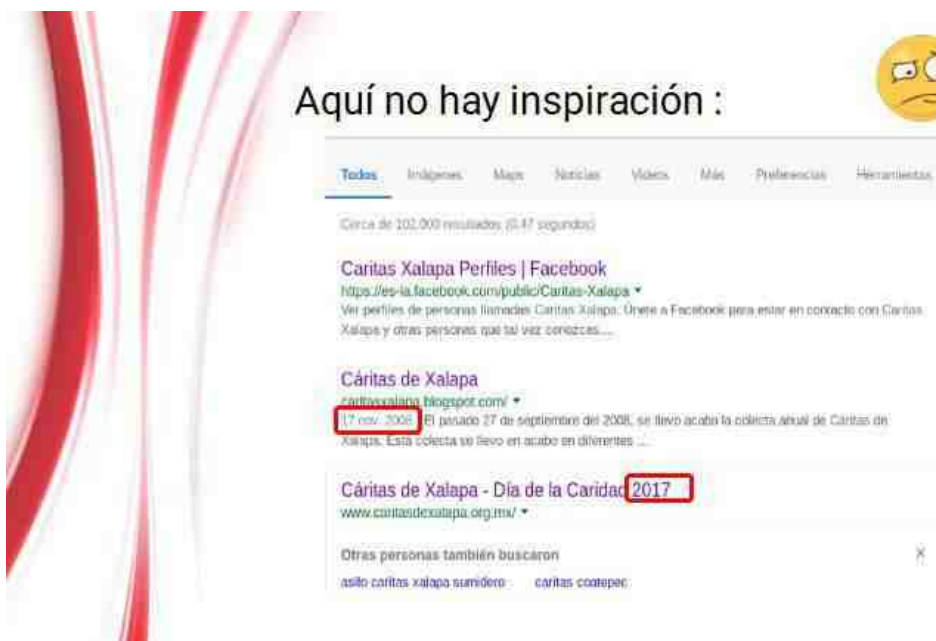 Aquí no hay inspiración :
Todos Imágenes Maps Noticias Videos Más Preferencias Herramientas
Cerca de 102,000 resultados (0.47 segundos)
Caritas Xalapa Perfiles | Facebook
https://es-la.facebook.com/public/Caritas-Xalapa
Ver perfiles de personas llamadas Caritas Xalapa. Únete a Facebook para estar en contacto con Caritas
Xalapa y otras personas que tal vez conozcas....
Cáritas de Xalapa
caritasxalapa.blogspot.com/
17 nov. 2008 El pasado 27 de septiembre del 2008, se llevo acabo la colecta anual de Cáritas de
Xalapa. Esta colecta se llevo en acabo en diferentes ...
Cáritas de Xalapa - Día de la Caridad 2017
www.caritasdexalapa.org.mx/
Otras personas también buscaron
asilo caritas xalapa sumidero caritas coatepec